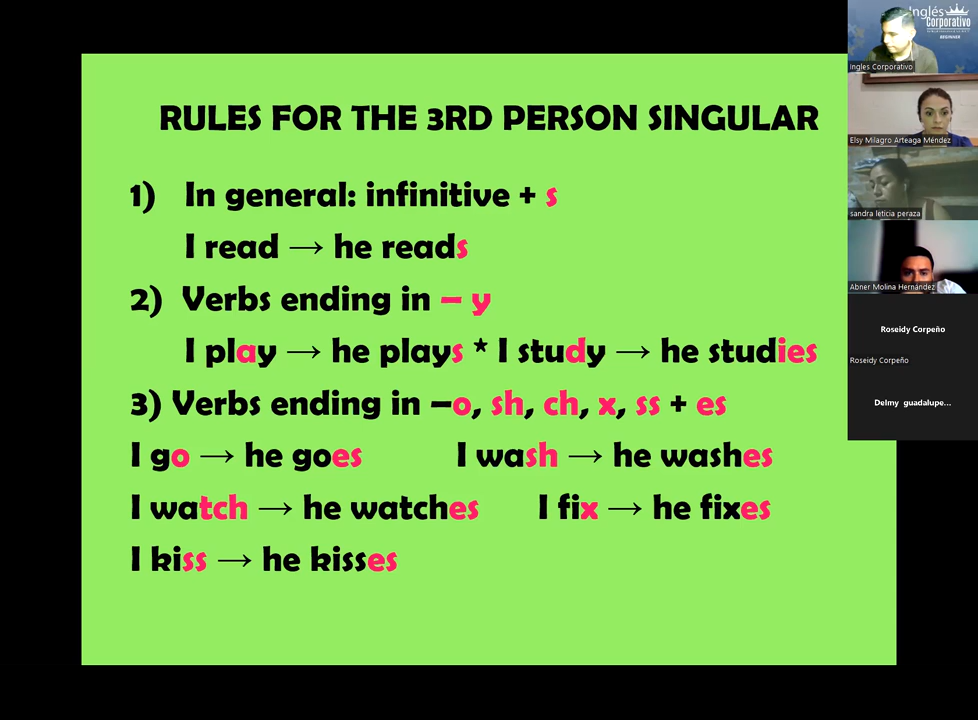 RULES FOR THE 3RD PERSON SINGULAR
1) In general: infinitive + s
I read → he reads
2) Verbs ending in – y
I play → he plays * I study → he studies
3) Verbs ending in –o, sh, ch, x, ss + es
I go → he goes I wash → he washes
I watch → he watches I fix → he fixes
I kiss → he kisses
Inglés
Corporativo
BEGINNER
Ingles Corporativo
Elsy Milagro Arteaga Méndez
sandra leticia peraza
Abner Molina Hernández
Roseidy Corpeño
Roseidy Corpeño
Delmy guadalupe...